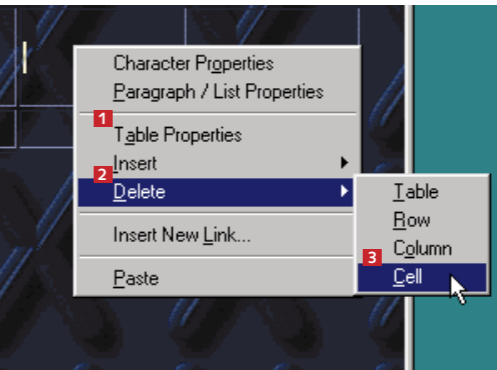 Character Properties
Paragraph / List Properties
1
Table Properties
Insert
2
Delete
Table
Row
Insert New Link...
Column
3
Cell
Paste